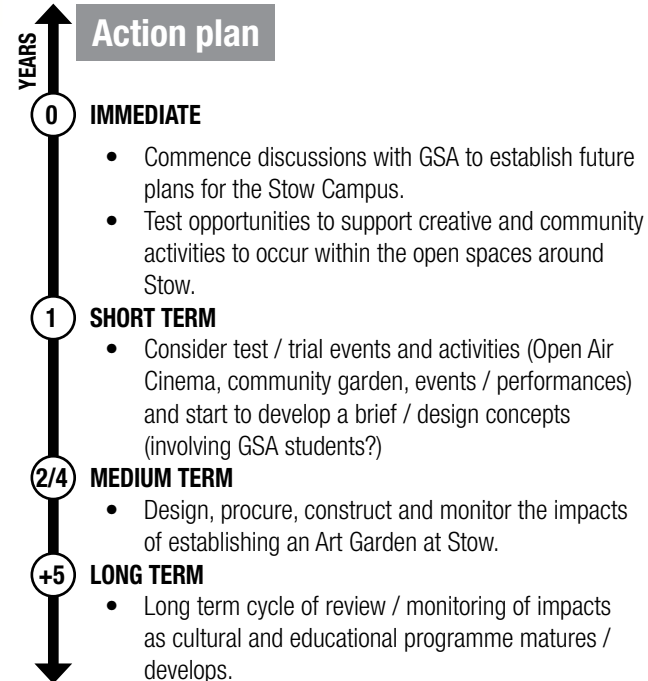 Action plan
YEARS
0 IMMEDIATE
• Commence discussions with GSA to establish future
plans for the Stow Campus.
• Test opportunities to support creative and community
activities to occur within the open spaces around
Stow.
1 SHORT TERM
• Consider test / trial events and activities (Open Air
Cinema, community garden, events / performances)
and start to develop a brief / design concepts
(involving GSA students?)
2/4 MEDIUM TERM
• Design, procure, construct and monitor the impacts
of establishing an Art Garden at Stow.
+5 LONG TERM
• Long term cycle of review / monitoring of impacts
as cultural and educational programme matures /
develops.